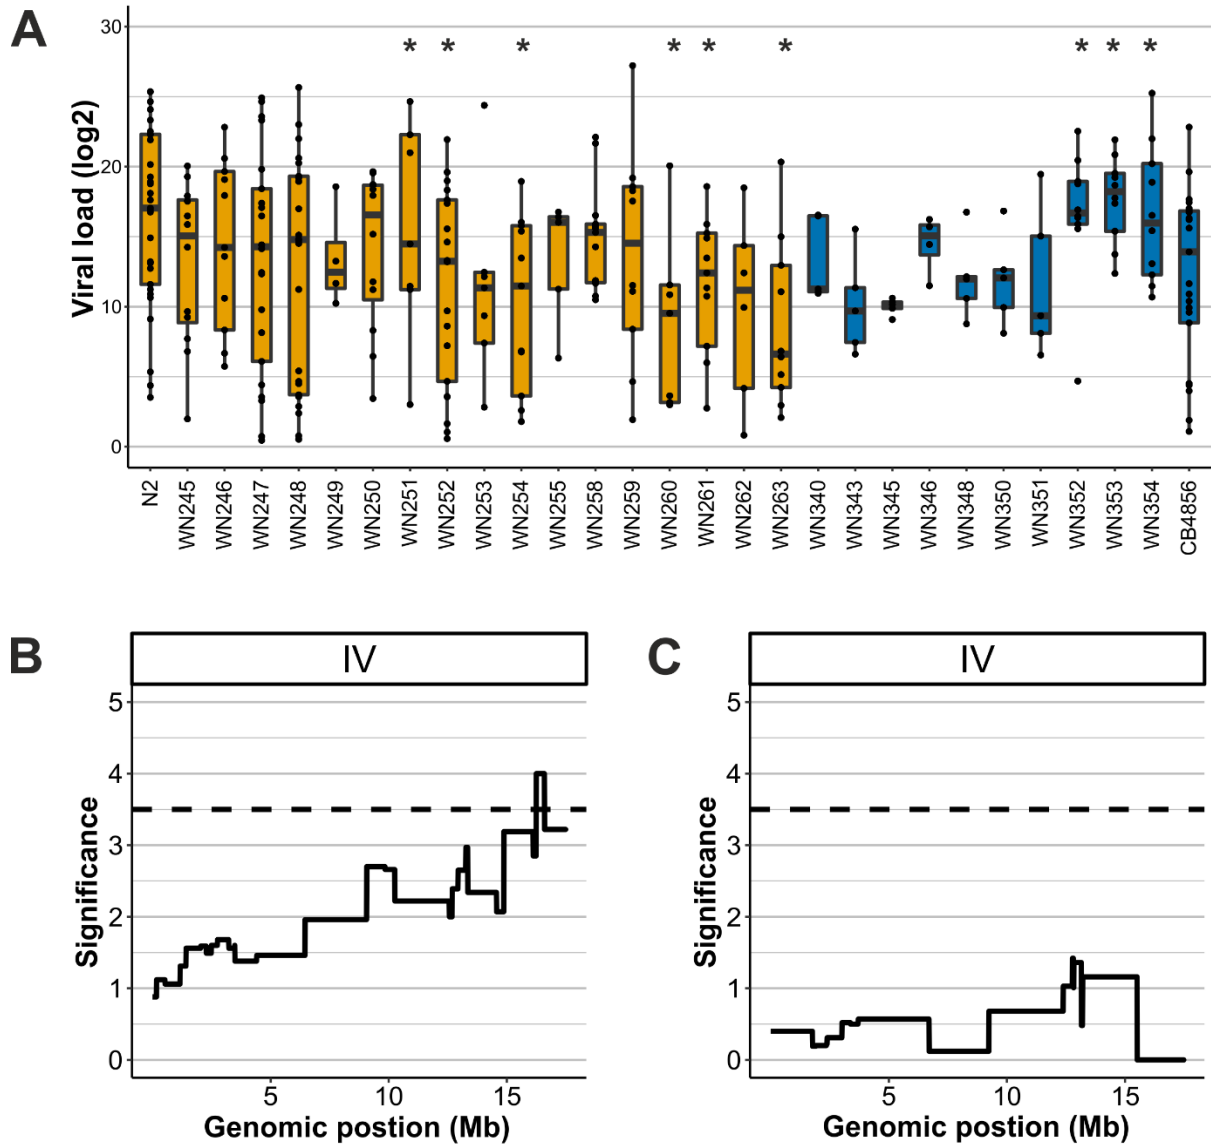 A
Viral load (log2)
30
20
10
0
* * * * * * * * *
N2 WN245 WN246 WN247 WN248 WN249 WN250 WN251 WN252 WN253 WN254 WN255 WN258 WN259 WN260 WN261 WN262 WN263 WN340 WN343 WN345 WN346 WN348 WN350 WN351 WN352 WN353 WN354 CB4856
B
IV
Significance
5
4
3
2
1
0
5 10 15
Genomic postion (Mb)
C
IV
Significance
5
4
3
2
1
0
5 10 15
Genomic postion (Mb)